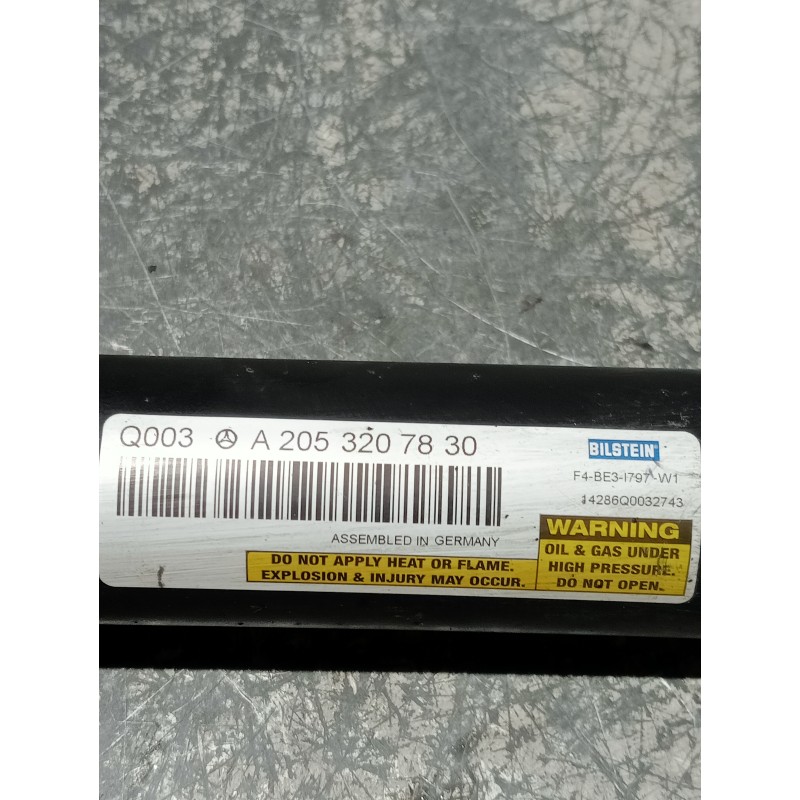 Q003 A 205 320 78 30
BILSTEIN
F4-BE3-I797-W1
14286Q0032743
ASSEMBLED IN GERMANY
DO NOT APPLY HEAT OR FLAME.
EXPLOSION & INJURY MAY OCCUR.
WARNING
OIL & GAS UNDER
HIGH PRESSURE.
DO NOT OPEN.